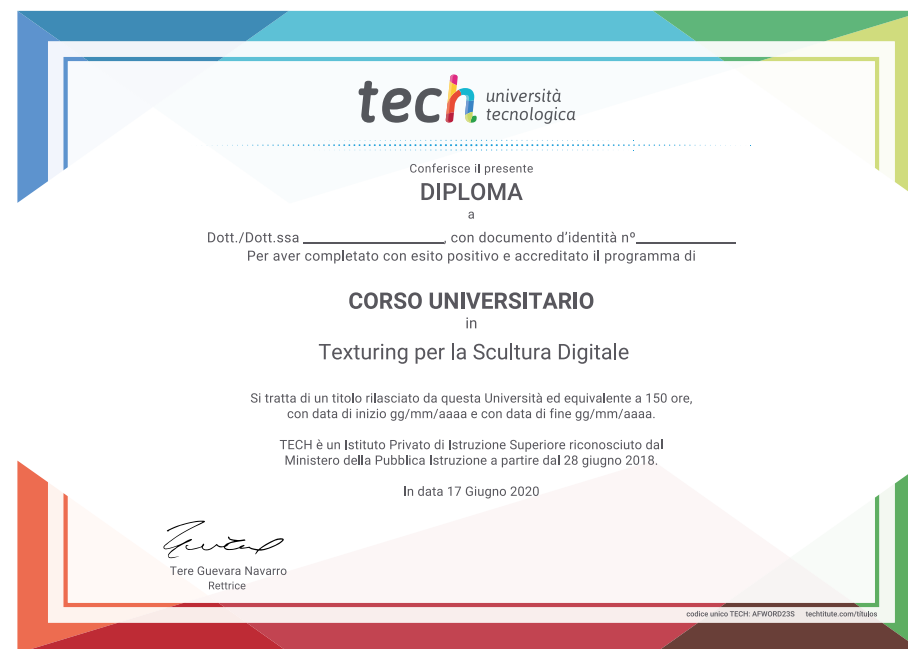 tech università
tecnologica
Conferisce il presente
DIPLOMA
a
Dott./Dott.ssa ____________________, con documento d'identità nº______________
Per aver completato con esito positivo e accreditato il programma di
CORSO UNIVERSITARIO
in
Texturing per la Scultura Digitale
Si tratta di un titolo rilasciato da questa Università ed equivalente a 150 ore,
con data di inizio gg/mm/aaaa e con data di fine gg/mm/aaaa.
TECH è un Istituto Privato di Istruzione Superiore riconosciuto dal
Ministero della Pubblica Istruzione a partire dal 28 giugno 2018.
In data 17 Giugno 2020
Tere Guevara Navarro
Rettrice
codice unico TECH: AFWORD23S techtitute.com/titulos